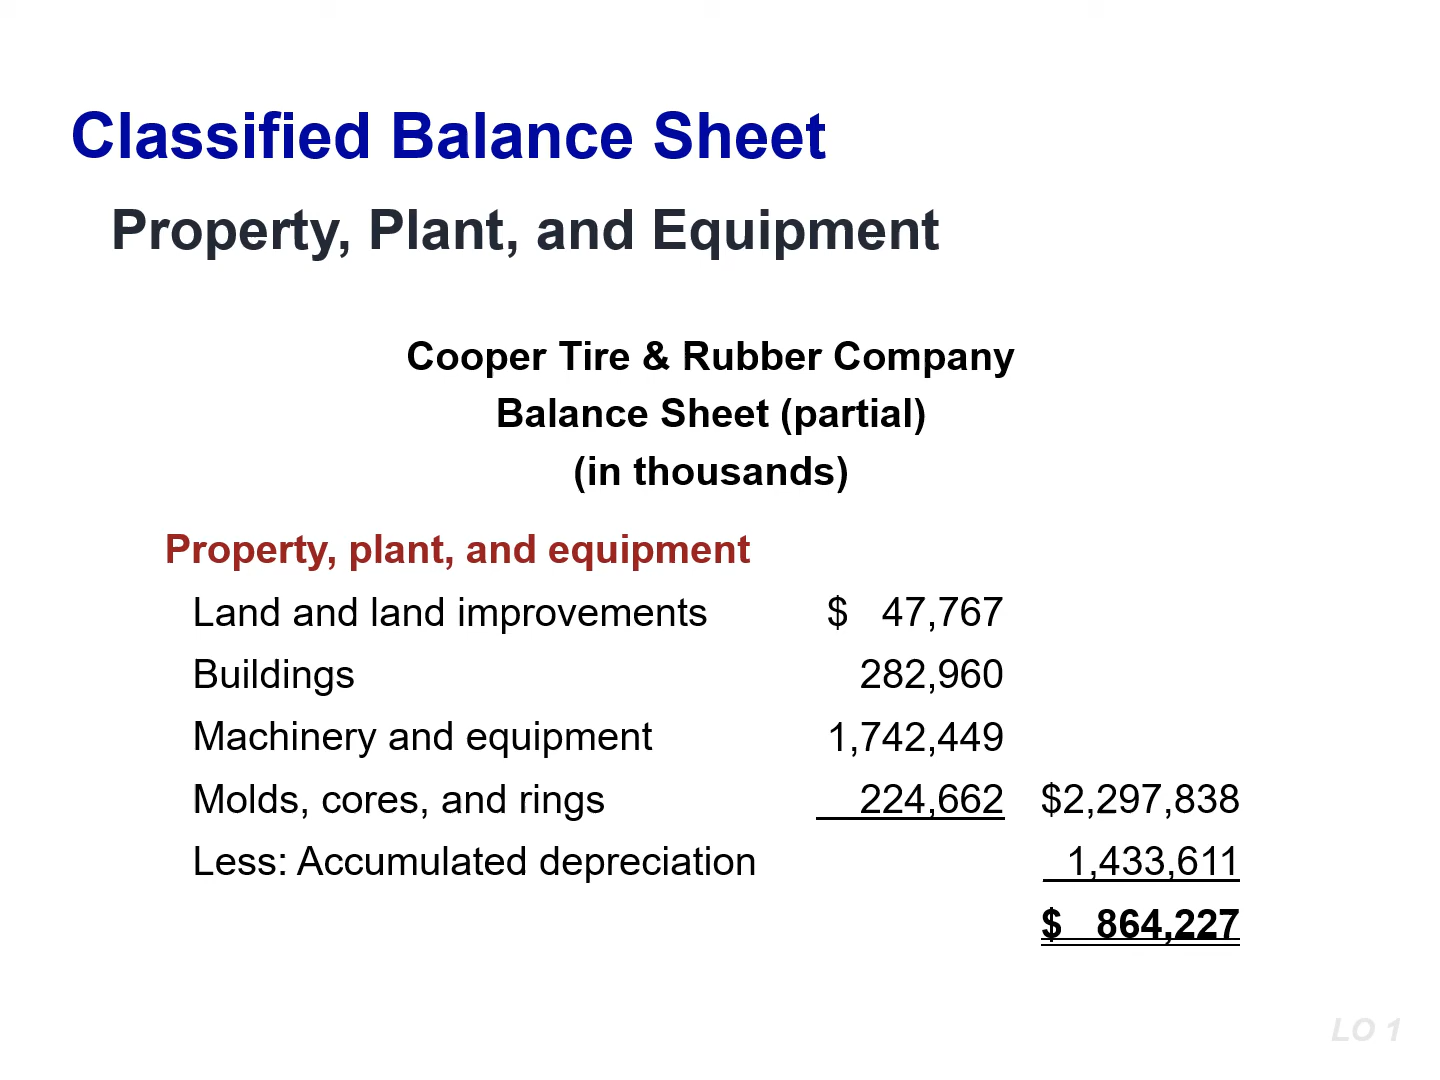 Classified Balance Sheet
Property, Plant, and Equipment
Cooper Tire & Rubber Company
Balance Sheet (partial)
(in thousands)
Property, plant, and equipment
Land and land improvements $ 47,767
Buildings 282,960
Machinery and equipment 1,742,449
Molds, cores, and rings 224,662 $2,297,838
Less: Accumulated depreciation 1,433,611
$ 864,227
LO 1